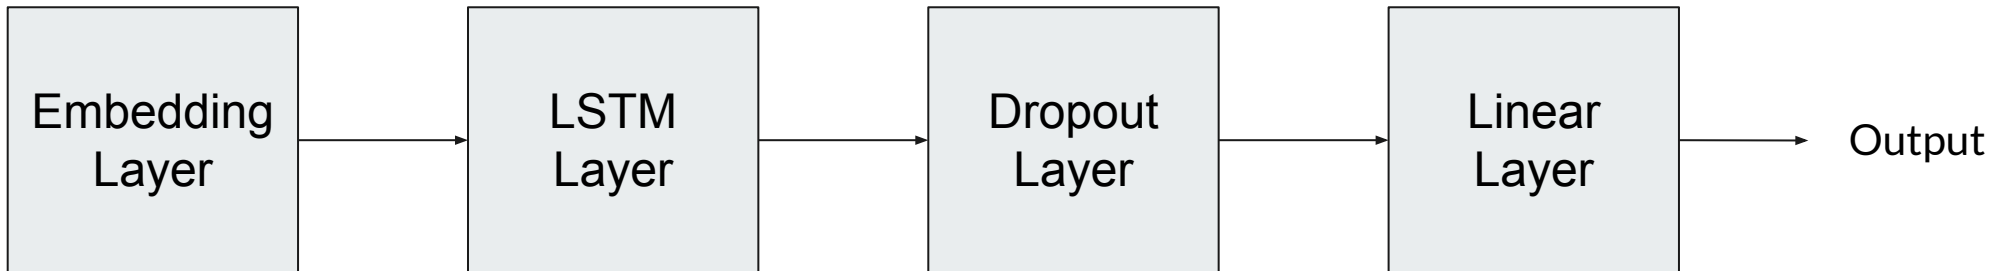 Embedding
Layer
LSTM
Layer
Dropout
Layer
Linear
Layer
Output